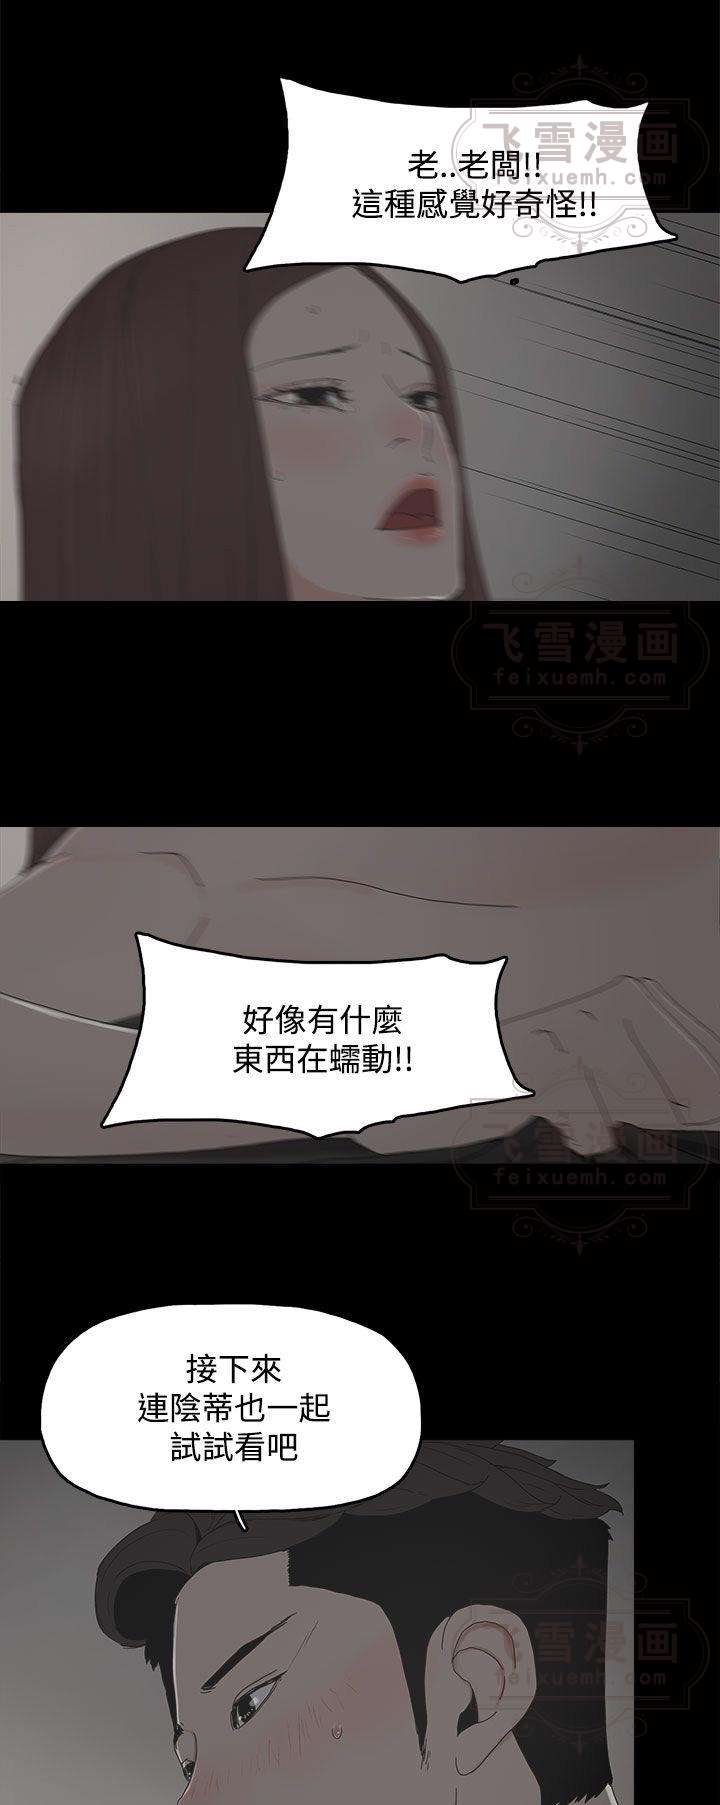 飞雪漫画
feixuemh.com
老..老闆!!
這種感覺好奇怪!!
飞雪漫画
feixuemh.com
好像有什麼
東西在蠕動!!
飞雪漫画
feixuemh.com
接下來
連陰蒂也一起
試試看吧
飞雪漫画
feixuemh.com